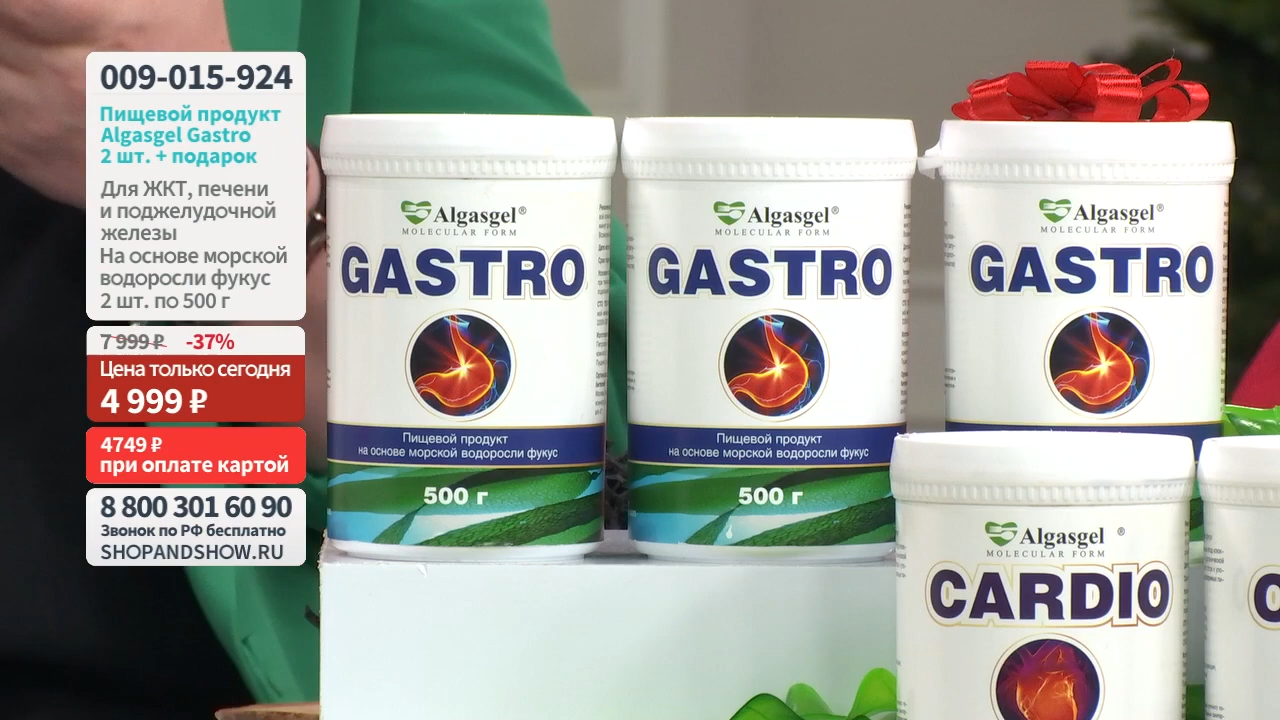 009-015-924
Пищевой продукт
Algasgel Gastro
2 шт. + подарок
Для ЖКТ, печени
и поджелудочной
железы
На основе морской
водоросли фукус
2 шт. по 500 г
7 999 ₽ -37%
Цена только сегодня
4 999 ₽
4749 ₽
при оплате картой
8 800 301 60 90
Звонок по РФ бесплатно
SHOPANDSHOW.RU
Algasgel®
MOLECULAR FORM
GASTRO
Пищевой продукт
на основе морской водоросли фукус
500 г
Algasgel®
MOLECULAR FORM
GASTRO
Пищевой продукт
на основе морской водоросли фукус
500 г
Algasgel®
MOLECULAR FORM
GASTRO
Algasgel ®
MOLECULAR FORM
CARDIO